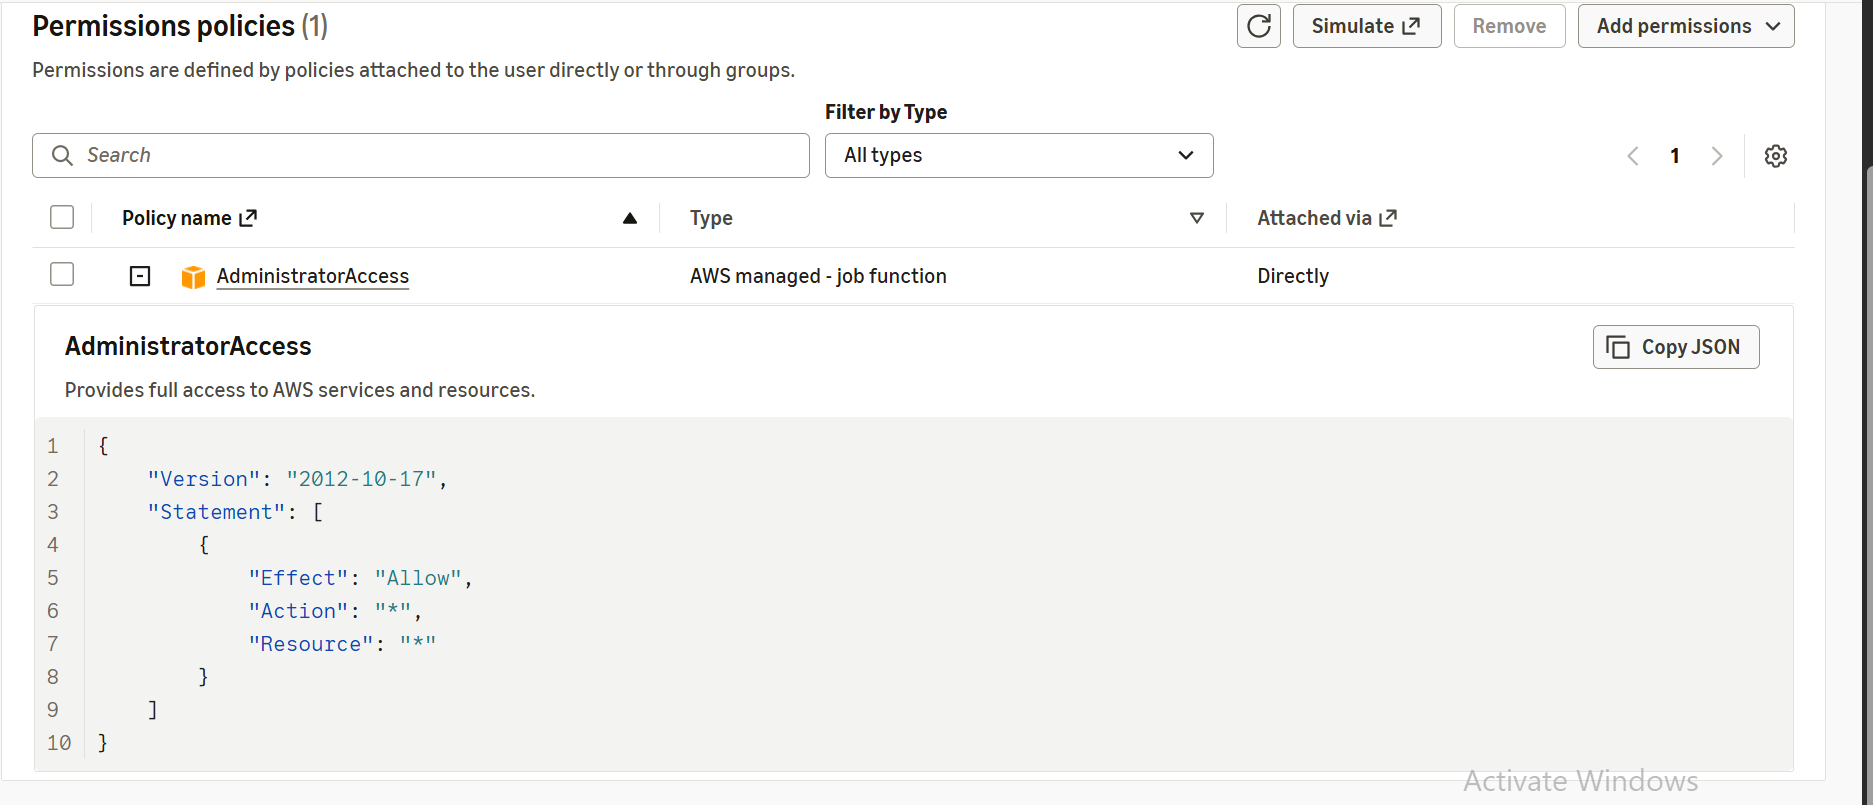 Permissions policies (1)
Simulate
Remove
Add permissions
Permissions are defined by policies attached to the user directly or through groups.
Filter by Type
Search
All types
1
Policy name
Type
Attached via
AdministratorAccess
AWS managed - job function
Directly
AdministratorAccess
Copy JSON
Provides full access to AWS services and resources.
1 {
2     "Version": "2012-10-17",
3     "Statement": [
4         {
5             "Effect": "Allow",
6             "Action": "*",
7             "Resource": "*"
8         }
9     ]
10 }
Activate Windows